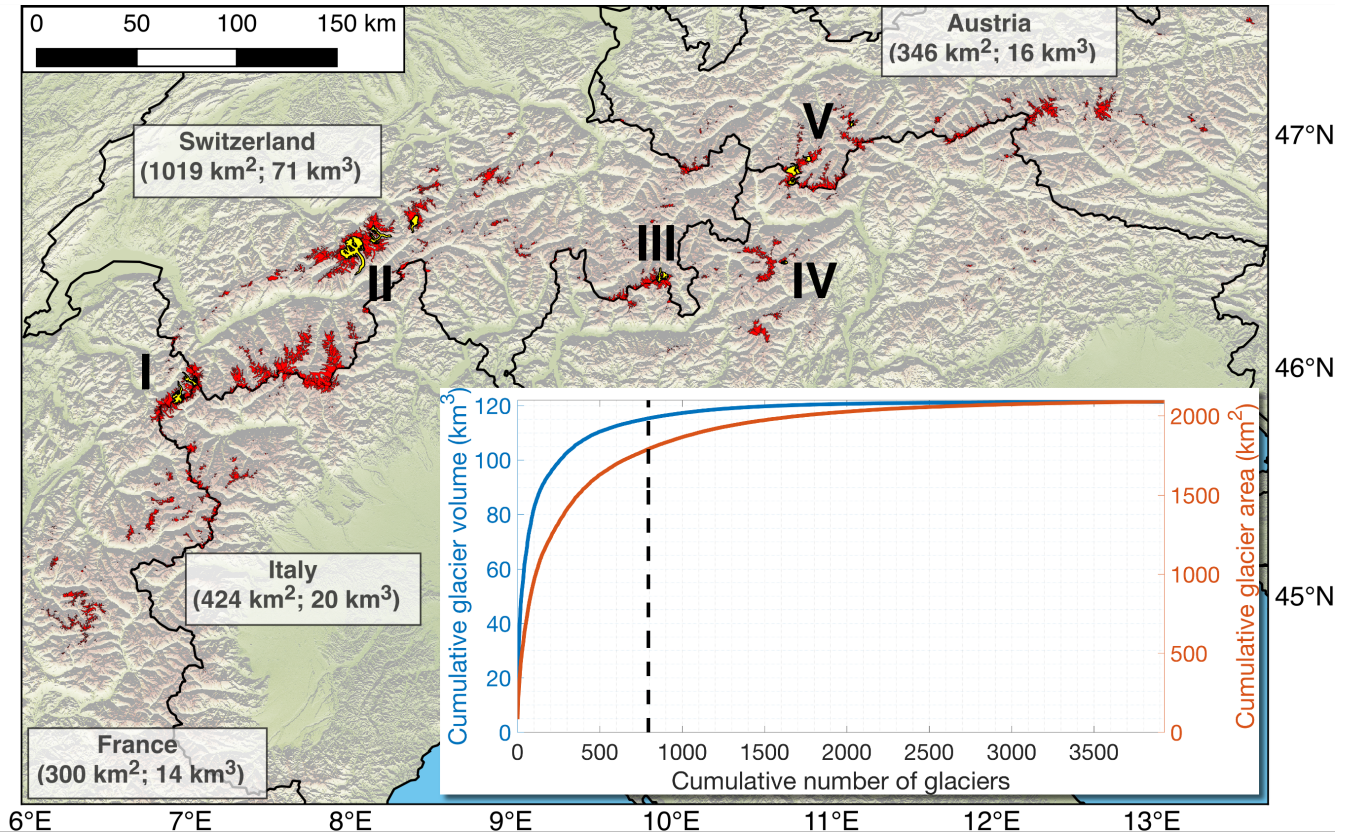 0 50 100 150 km
Austria
(346 km²; 16 km³)
Switzerland
(1019 km²; 71 km³)
V
47°N
III
II
IV
I
46°N
Italy
(424 km²; 20 km³)
45°N
France
(300 km²; 14 km³)
Cumulative glacier volume (km³)
120
100
80
60
40
20
0
Cumulative glacier area (km²)
2000
1500
1000
500
0
0 500 1000 1500 2000 2500 3000 3500
Cumulative number of glaciers
6°E 7°E 8°E 9°E 10°E 11°E 12°E 13°E